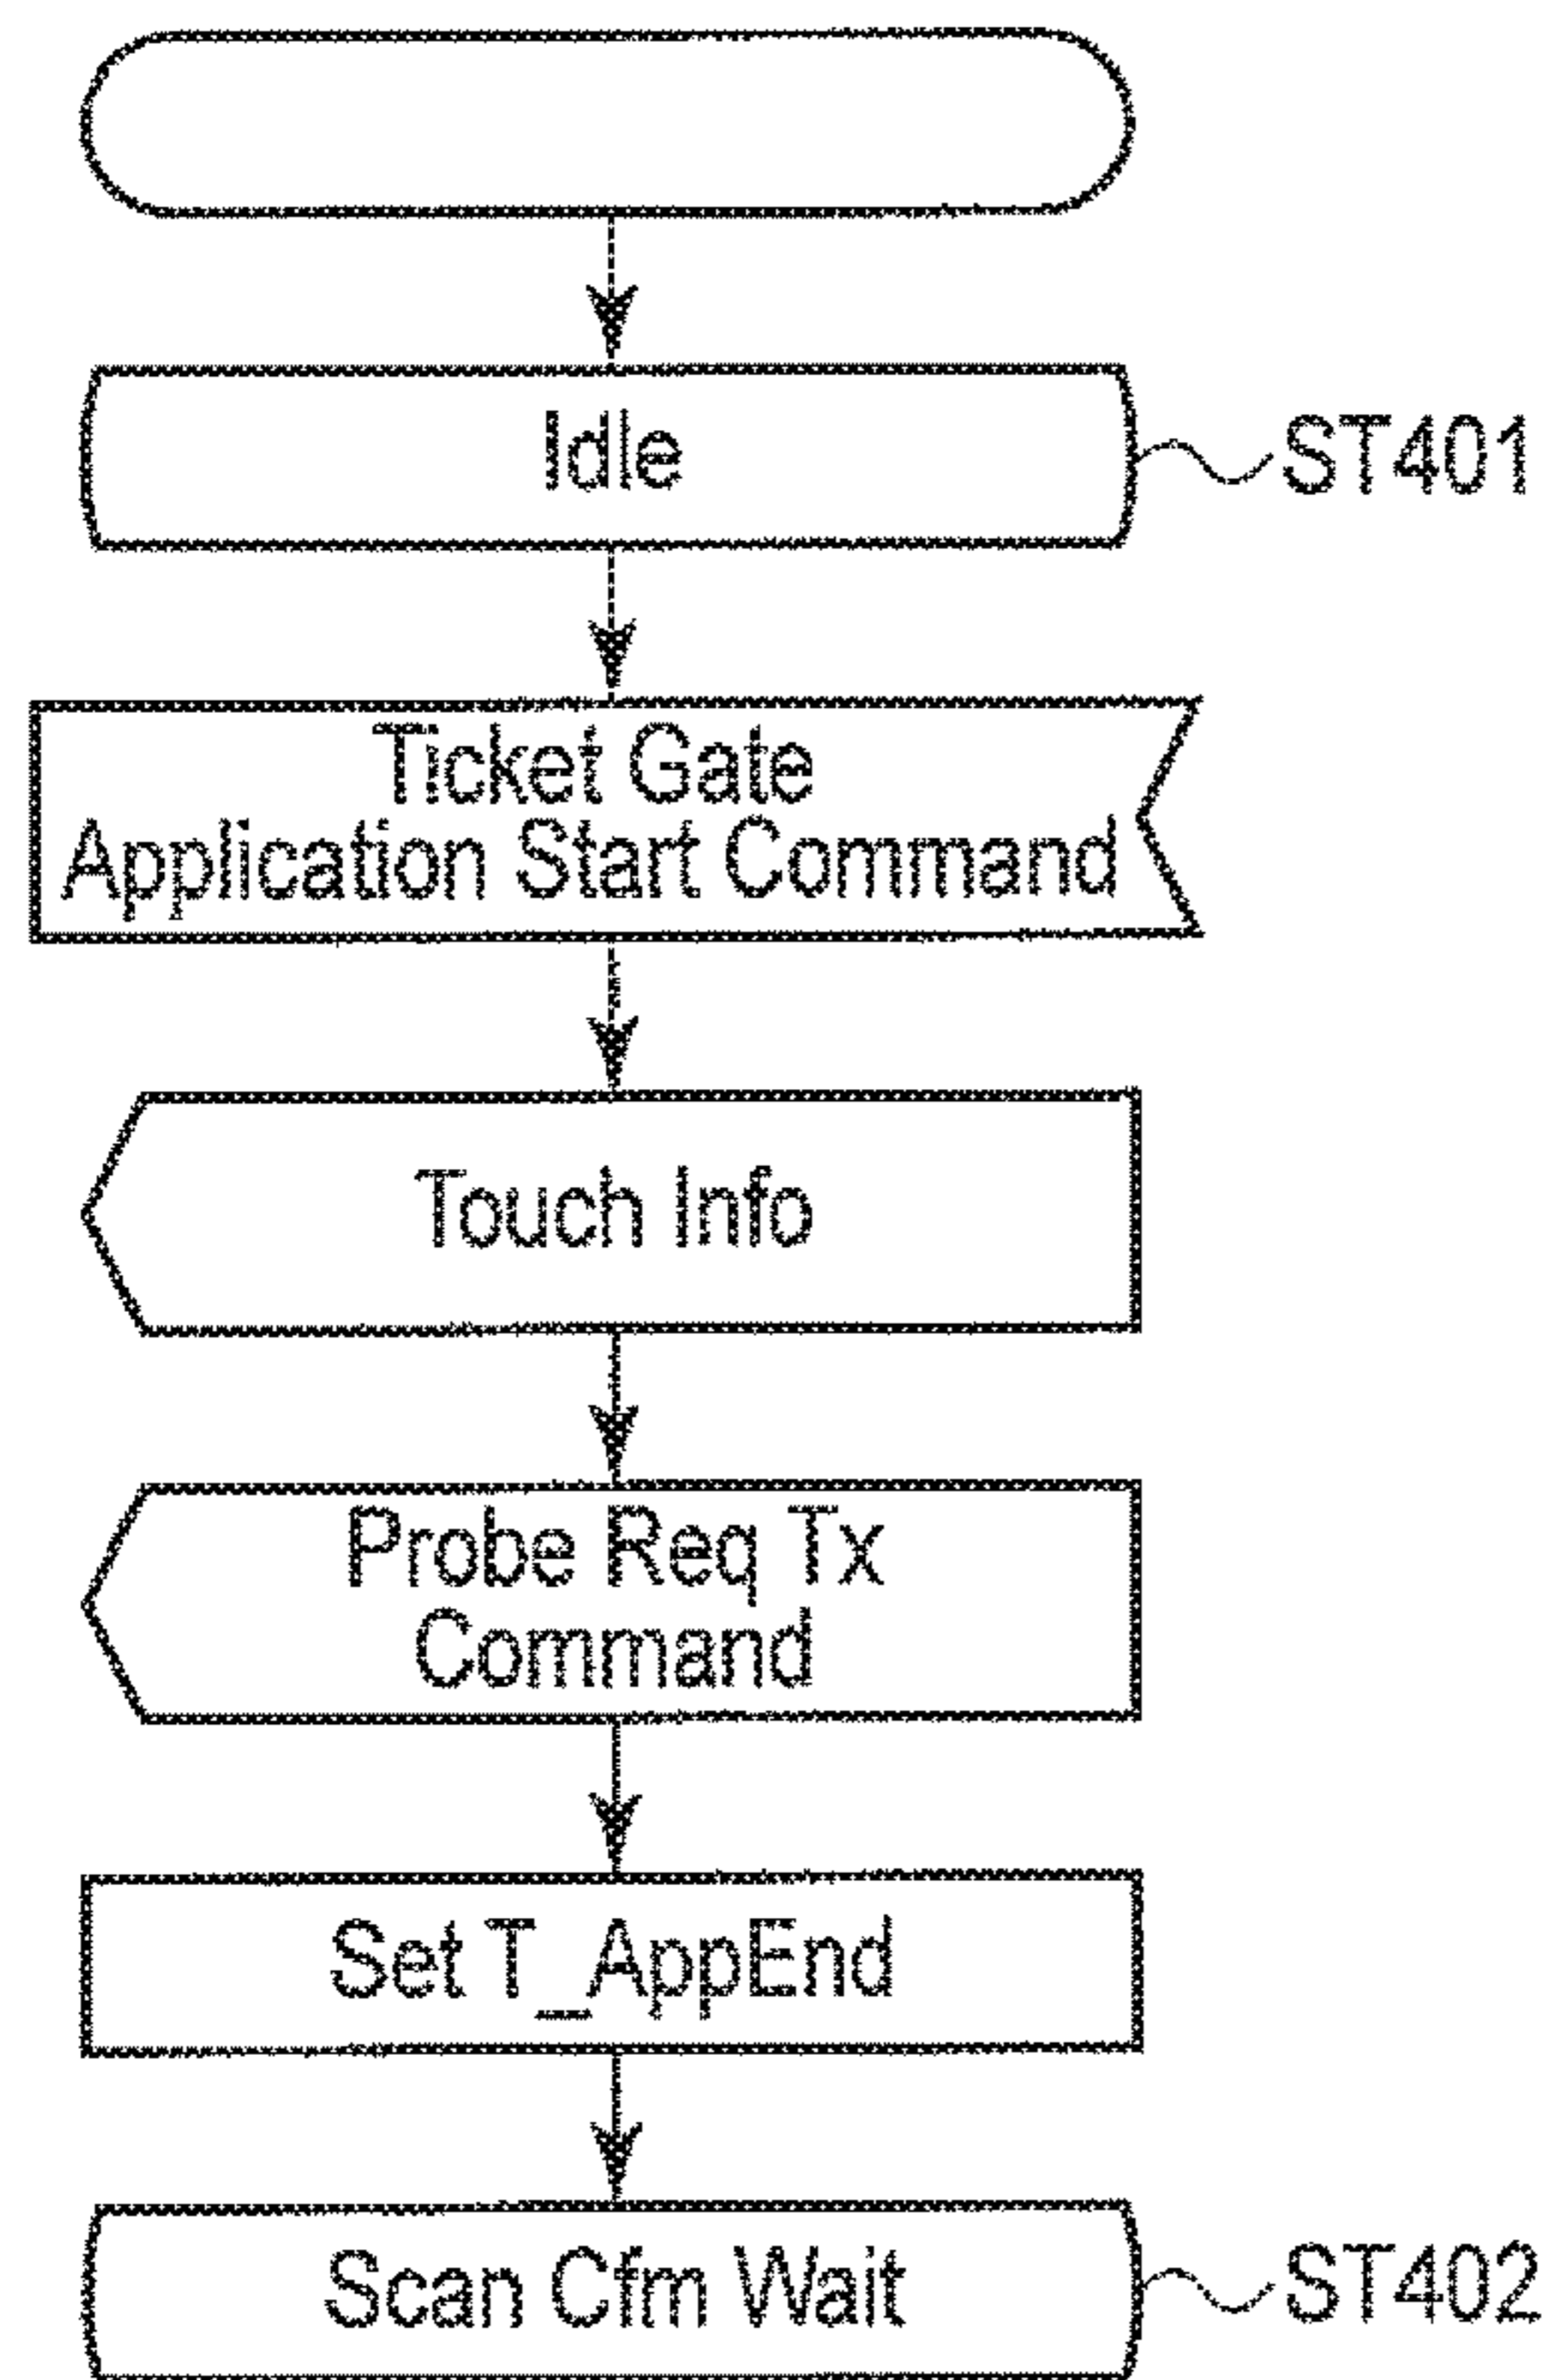 Idle
ST401
Ticket Gate
Application Start Command
Touch Info
Probe Req Tx
Command
Set T_AppEnd
Scan Cfm Wait
ST402